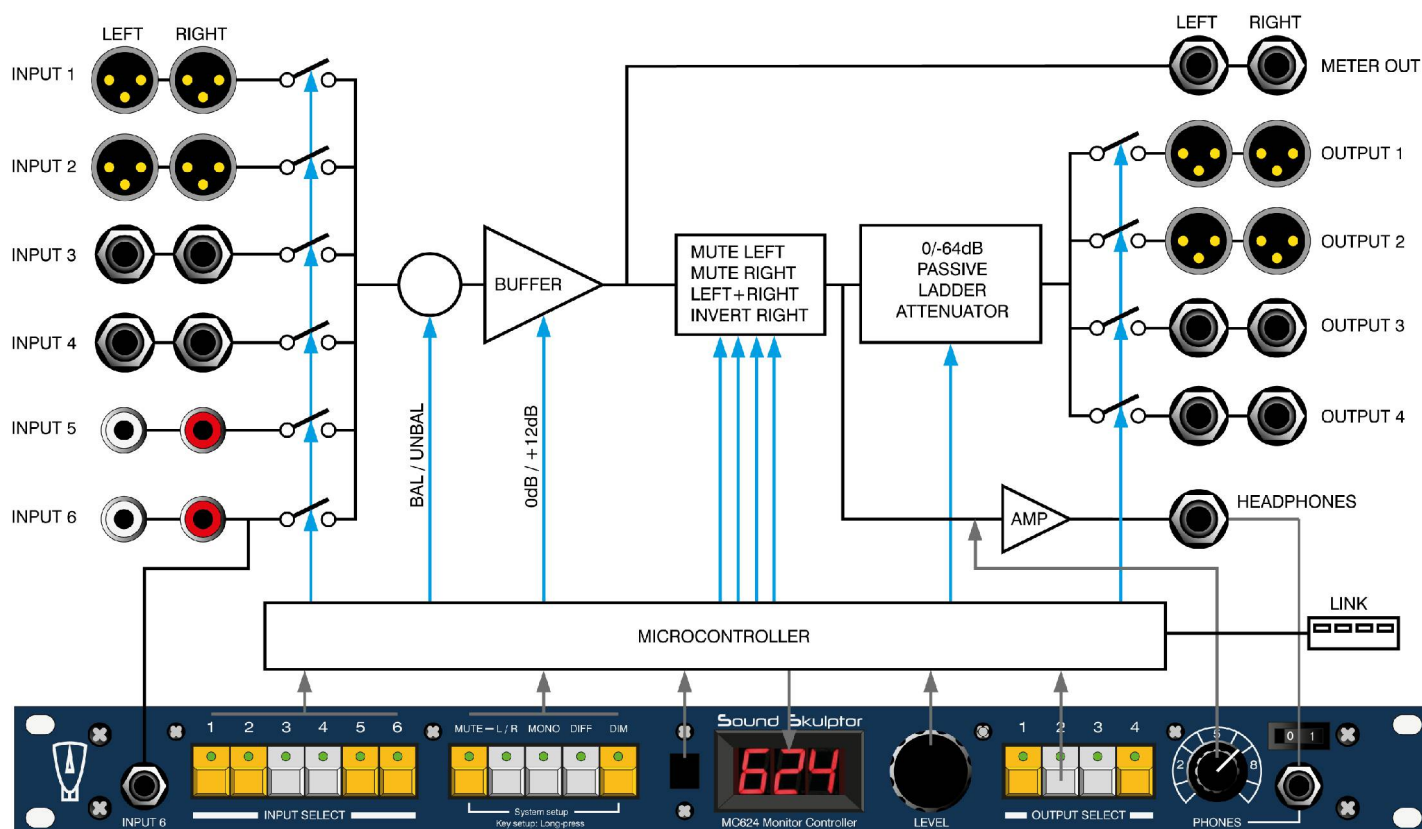 LEFT RIGHT
LEFT RIGHT
INPUT 1
METER OUT
INPUT 2
OUTPUT 1
INPUT 3
OUTPUT 2
INPUT 4
OUTPUT 3
INPUT 5
OUTPUT 4
INPUT 6
BUFFER
MUTE LEFT
MUTE RIGHT
LEFT+RIGHT
INVERT RIGHT
0/-64dB
PASSIVE
LADDER
ATTENUATOR
BAL / UNBAL
0dB / +12dB
AMP
HEADPHONES
MICROCONTROLLER
LINK
1 2 3 4 5 6
MUTE – L / R MONO DIFF DIM
Sound Skulptor
1 2 3 4
624
2 5 8
0 1
INPUT 6
INPUT SELECT
System setup
Key setup: Long-press
MC624 Monitor Controller
LEVEL
OUTPUT SELECT
PHONES